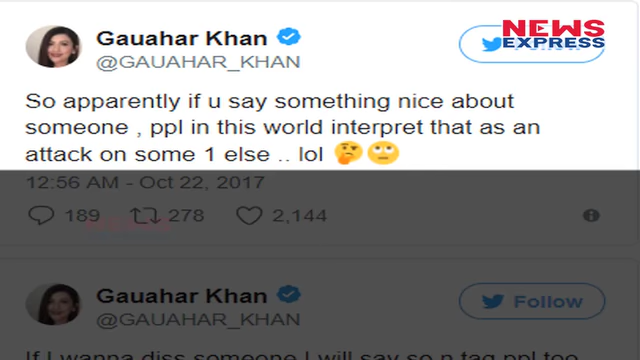 NEWS
EXPRESS
Gauahar Khan
@GAUAHAR_KHAN
So apparently if u say something nice about
someone , ppl in this world interpret that as an
attack on some 1 else .. lol 🤔🙄
12:56 AM - Oct 22, 2017
189 278 2,144
Gauahar Khan
Follow
@GAUAHAR_KHAN
If I wanna diss someone I will say so n tag ppl too